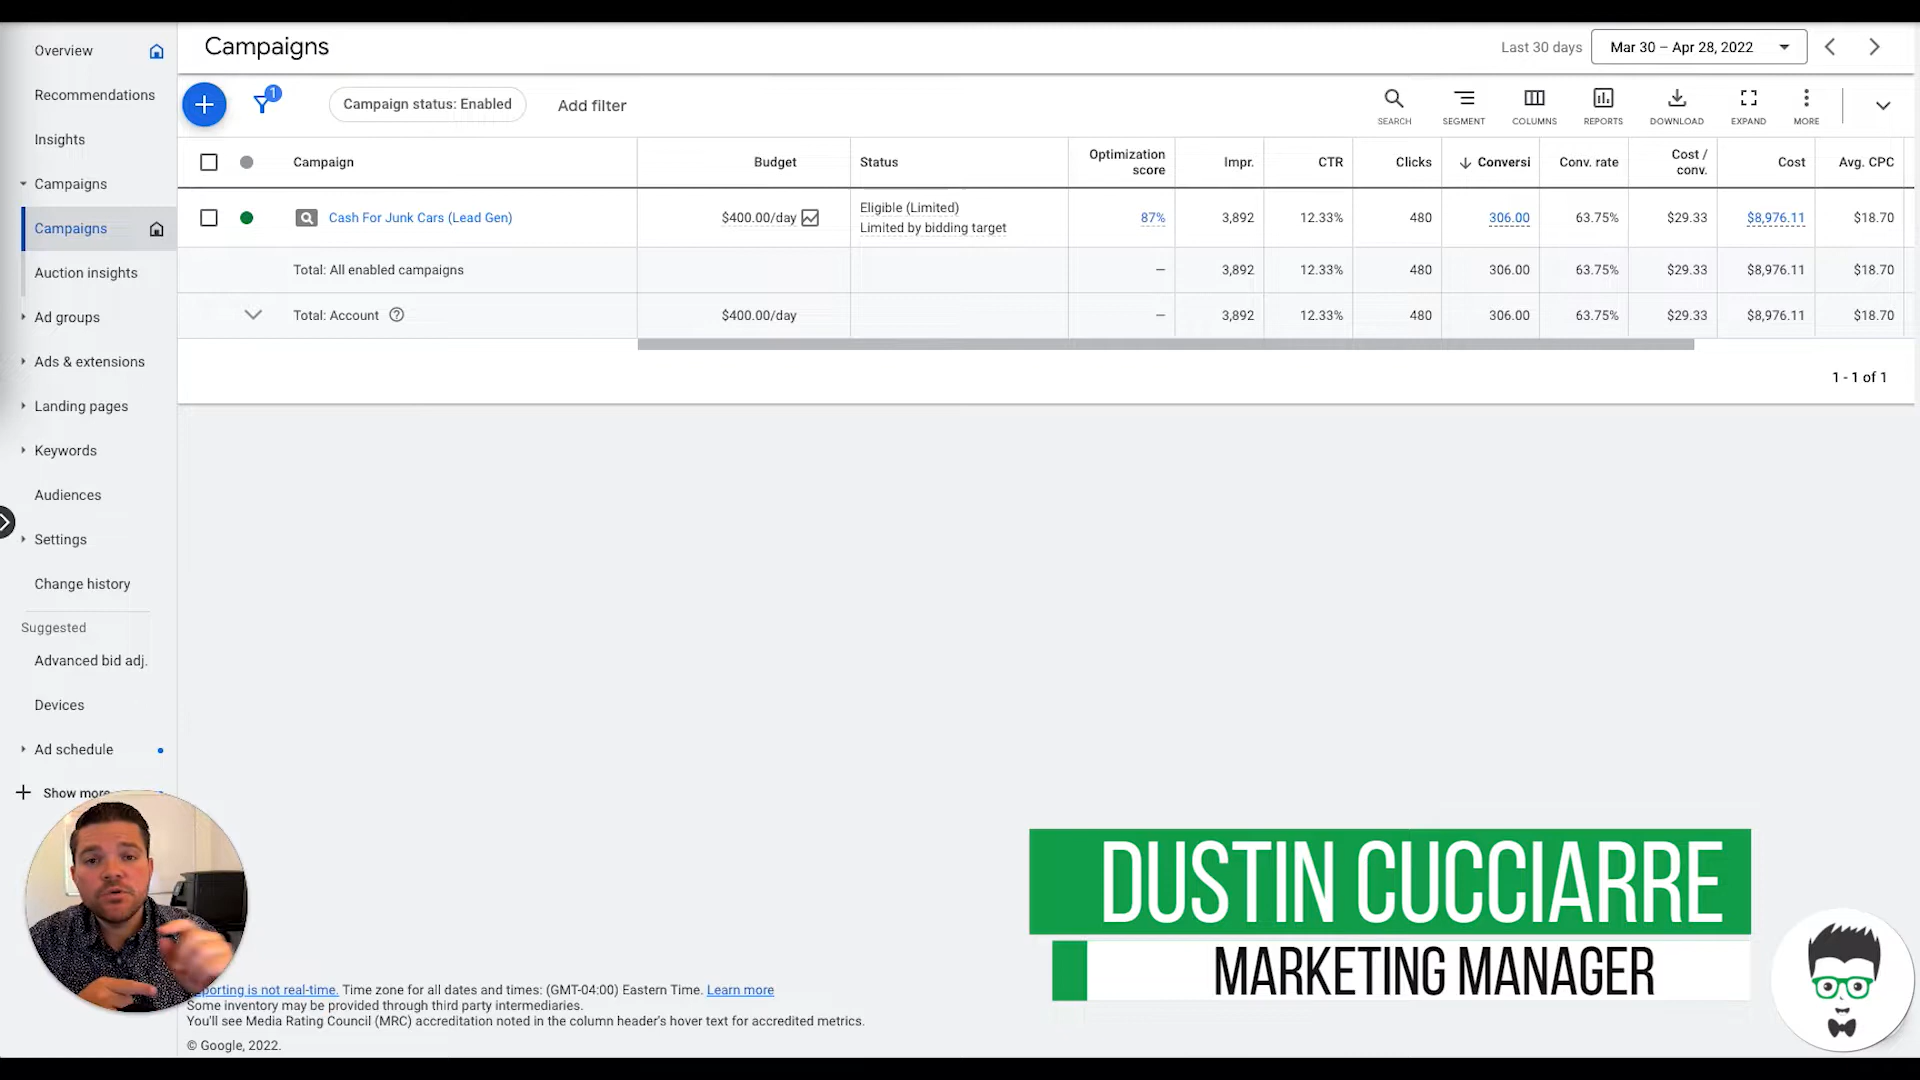 Overview
Recommendations
Insights
Campaigns
Campaigns
Auction insights
Ad groups
Ads & extensions
Landing pages
Keywords
Audiences
Settings
Change history
Suggested
Advanced bid adj.
Devices
Ad schedule
Show more
Campaigns
Last 30 days
Mar 30 – Apr 28, 2022
1
Campaign status: Enabled
Add filter
SEARCH
SEGMENT
COLUMNS
REPORTS
DOWNLOAD
EXPAND
MORE
Campaign Budget Status Optimization score Impr. CTR Clicks Conversi Conv. rate Cost / conv. Cost Avg. CPC
Cash For Junk Cars (Lead Gen) $400.00/day Eligible (Limited) Limited by bidding target 87% 3,892 12.33% 480 306.00 63.75% $29.33 $8,976.11 $18.70
Total: All enabled campaigns — 3,892 12.33% 480 306.00 63.75% $29.33 $8,976.11 $18.70
Total: Account $400.00/day — 3,892 12.33% 480 306.00 63.75% $29.33 $8,976.11 $18.70
1 - 1 of 1
DUSTIN CUCCIARRE
MARKETING MANAGER
is not real-time. Time zone for all dates and times: (GMT-04:00) Eastern Time. Learn more
Some inventory may be provided through third party intermediaries.
You'll see Media Rating Council (MRC) accreditation noted in the column header's hover text for accredited metrics.
© Google, 2022.